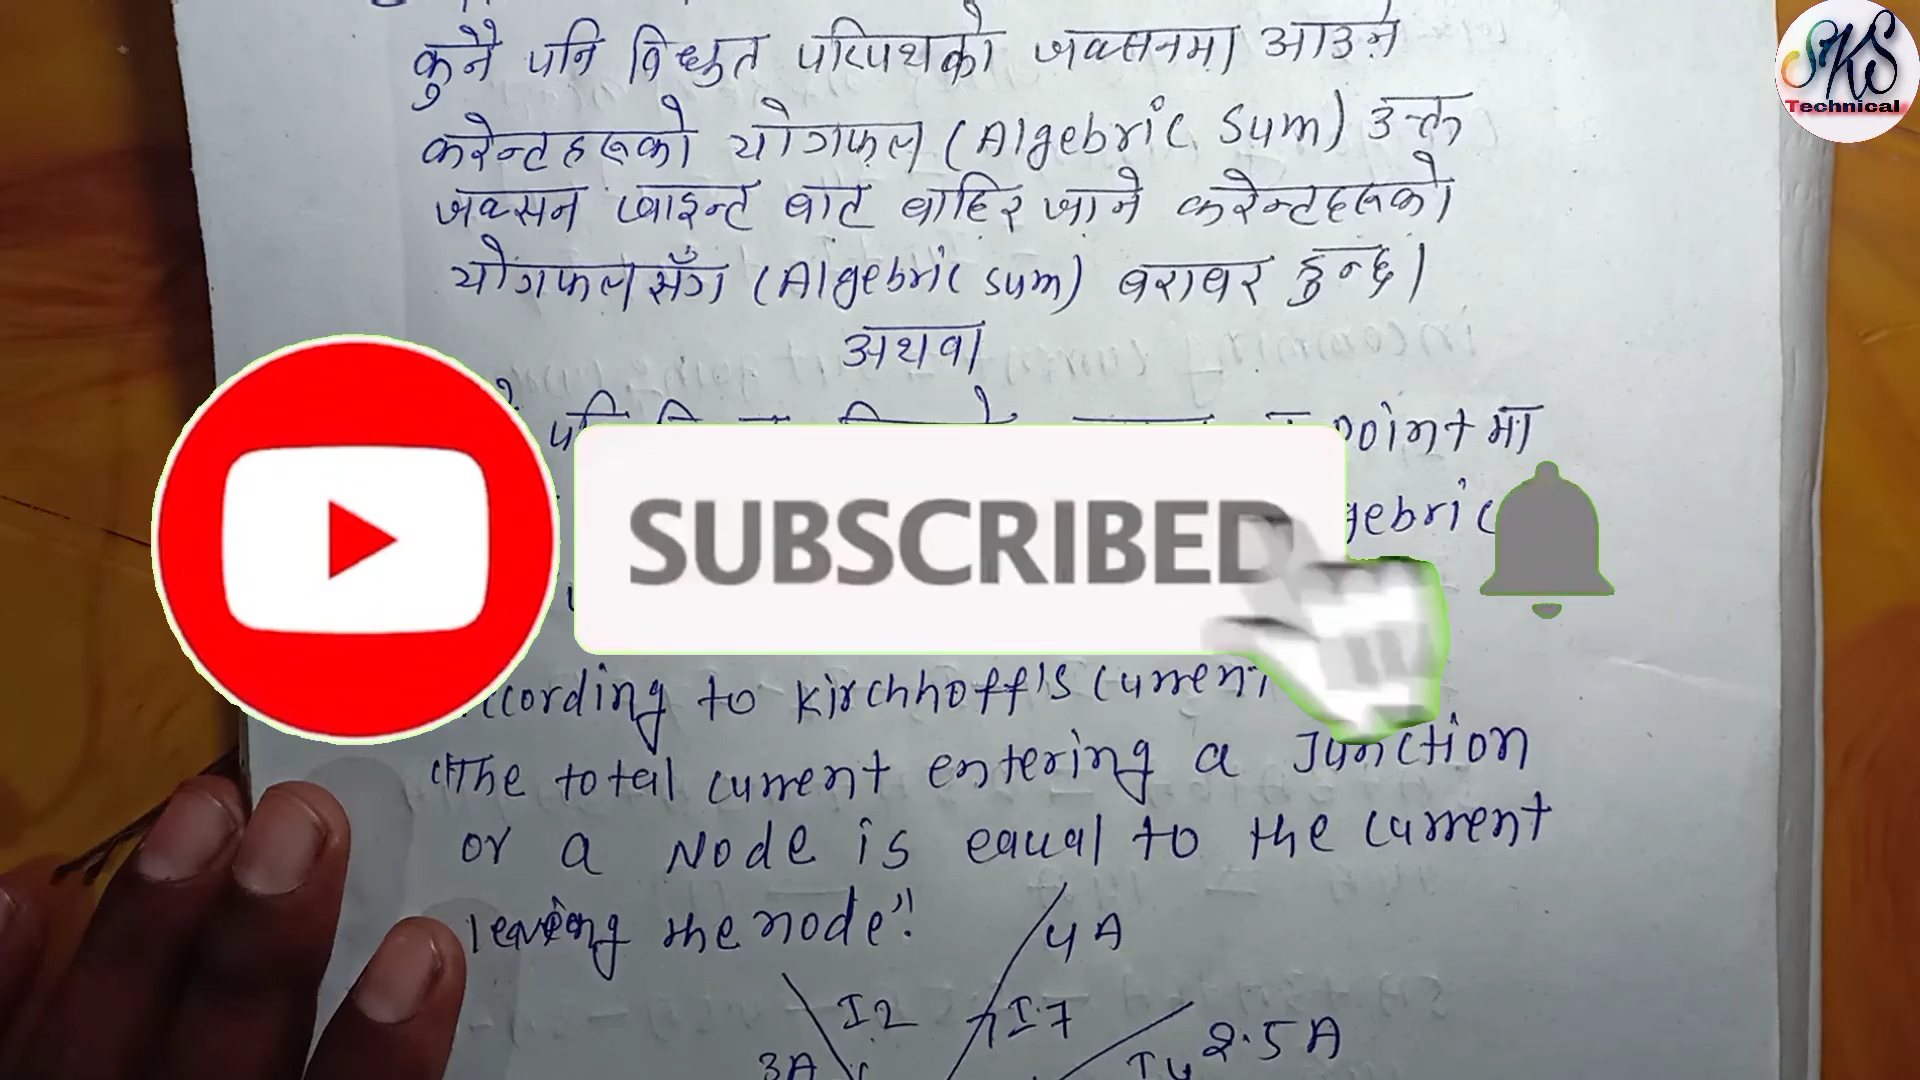 कुनै पनि विध्युत परिपथको जक्सनमा आउने
करेन्टहरूको योगफल (Algebric Sum) उक्त
जक्सन प्वाइन्ट बाट बाहिर जाने करेन्टहरूको
योगफलसँग (Algebric sum) बराबर हुन्छ।
अथवा
point मा
SUBSCRIBED
ccording to Kirchhoff's Current
"The total current entering a Junction
or a Node is equal to the current
leaving the node".
4A
I2 I7
3A 2.5A
SKS
Technical